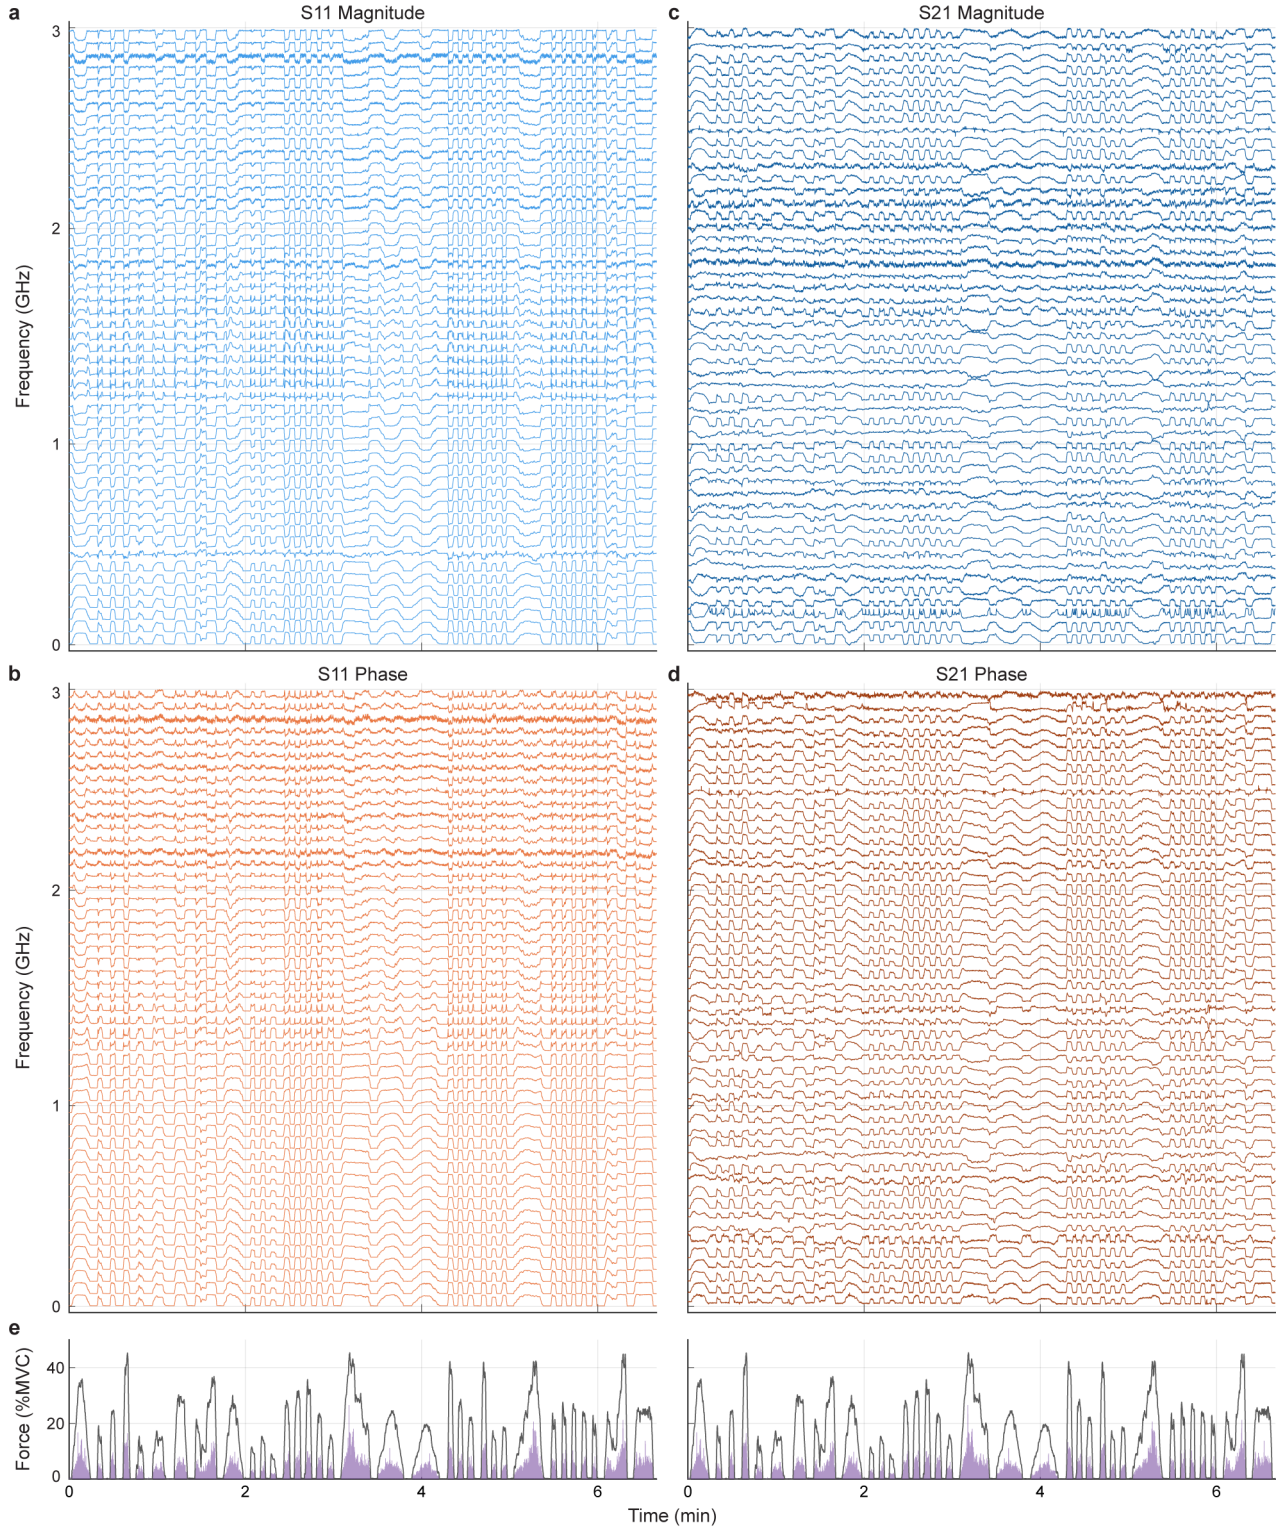 a
S11 Magnitude
c
S21 Magnitude
3
2
1
0
Frequency (GHz)
b
S11 Phase
d
S21 Phase
3
2
1
0
Frequency (GHz)
e
40
20
0
Force (%MVC)
0
2
4
6
0
2
4
6
Time (min)